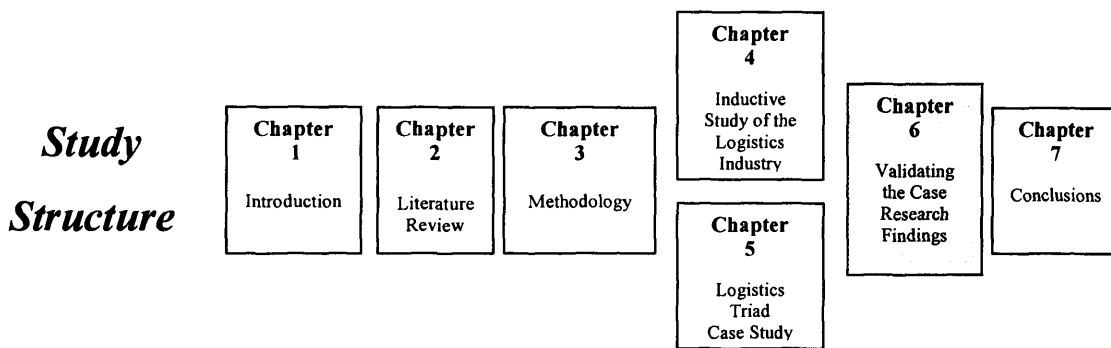 Study
Structure
Chapter
1
Introduction
Chapter
2
Literature
Review
Chapter
3
Methodology
Chapter
4
Inductive
Study of the
Logistics
Industry
Chapter
5
Logistics
Triad
Case Study
Chapter
6
Validating
the Case
Research
Findings
Chapter
7
Conclusions